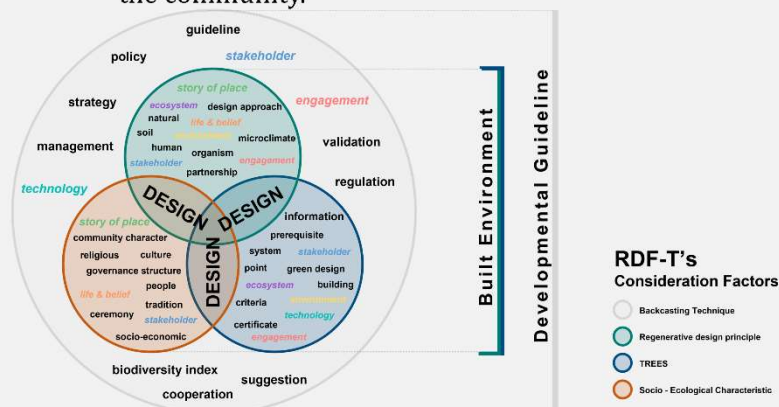 the community.
guideline
policy
stakeholder
strategy
engagement
management
validation
technology
regulation
story of place
ecosystem
design approach
natural
life & belief
soil
environment
microclimate
human
organism
stakeholder
engagement
partnership
DESIGN
DESIGN
DESIGN
story of place
community character
religious
culture
governance structure
people
life & belief
tradition
ceremony
stakeholder
socio-economic
information
prerequisite
system
stakeholder
point
green design
ecosystem
building
criteria
environment
technology
certificate
engagement
biodiversity index
suggestion
cooperation
Built Environment
Developmental Guideline
RDF-T's
Consideration Factors
Backcasting Technique
Regenerative design principle
TREES
Socio - Ecological Characteristic